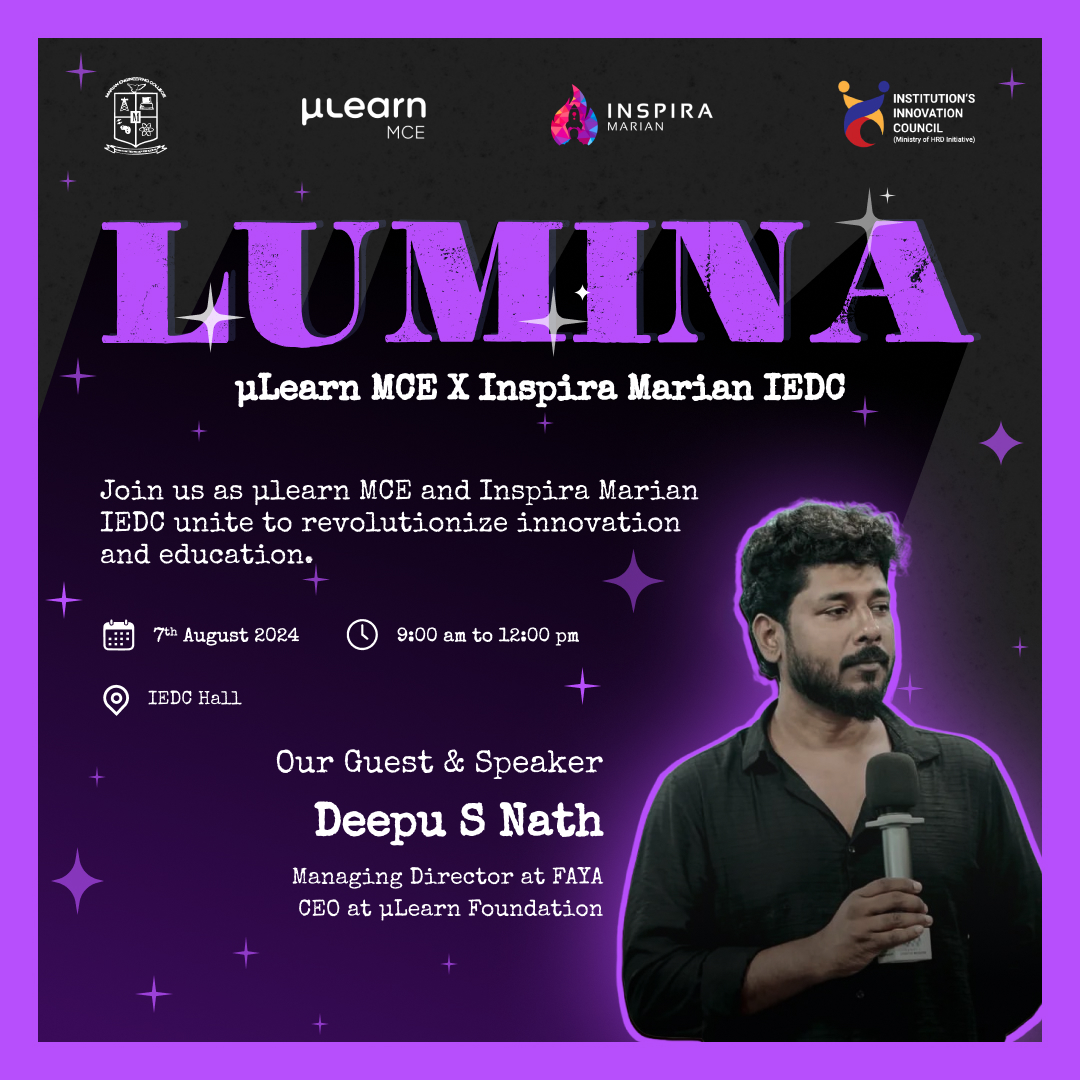 MARIAN ENGINEERING COLLEGE
µLearn
MCE
INSPIRA
MARIAN
INSTITUTION'S
INNOVATION
COUNCIL
(Ministry of HRD Initiative)
LUMINA
µLearn MCE X Inspira Marian IEDC
Join us as µlearn MCE and Inspira Marian
IEDC unite to revolutionize innovation
and education.
7th August 2024
9:00 am to 12:00 pm
IEDC Hall
Our Guest & Speaker
Deepu S Nath
Managing Director at FAYA
CEO at µLearn Foundation